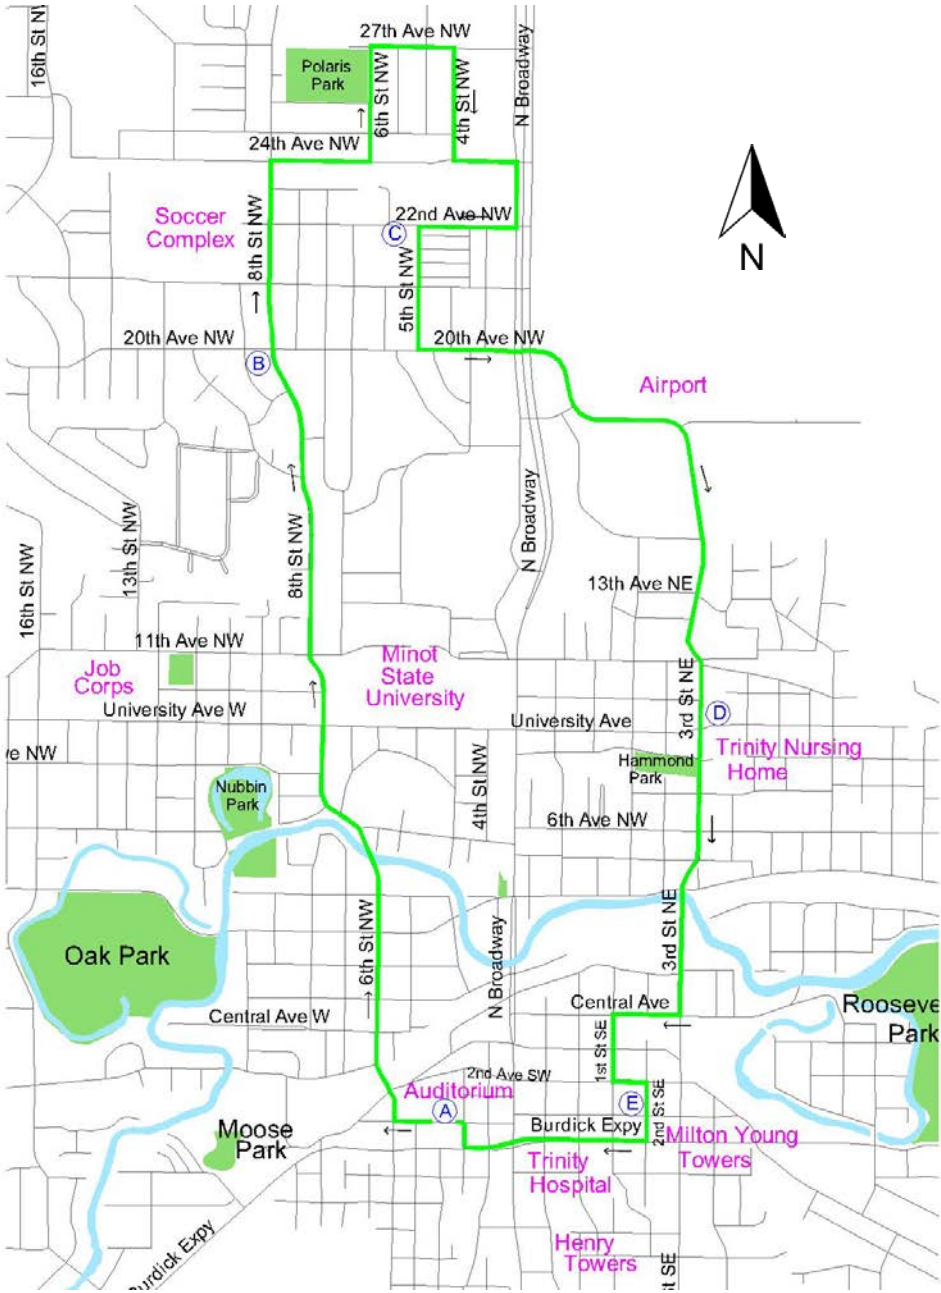 27th Ave NW
16th St NW
Polaris
Park
6th St NW
4th St NW
N Broadway
24th Ave NW
Soccer
Complex
8th St NW
22nd Ave NW
C
N
5th St NW
20th Ave NW
20th Ave NW
B
Airport
N Broadway
8th St NW
13th St NW
16th St NW
13th Ave NE
11th Ave NW
Job
Corps
Minot
State
University
3rd St NE
University Ave W
University Ave
D
Trinity Nursing
Home
ve NW
Hammond
Park
Nubbin
Park
4th St NW
6th Ave NW
Oak Park
6th St NW
N Broadway
3rd St NE
Central Ave W
Central Ave
Rooseve
Park
1st St SE
2nd Ave SW
Auditorium
A
E
2nd St SE
Burdick Expy
Moose
Park
Milton Young
Towers
Trinity
Hospital
Henry
Towers
Burdick Expy
St SE